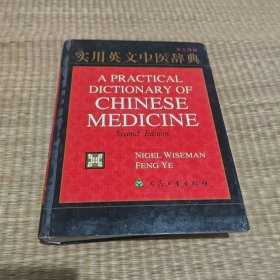 实用英文中医辞典
A PRACTICAL
DICTIONARY OF
CHINESE
MEDICINE
Second Edition
NIGEL WISEMAN
FENG YE
人民卫生出版社